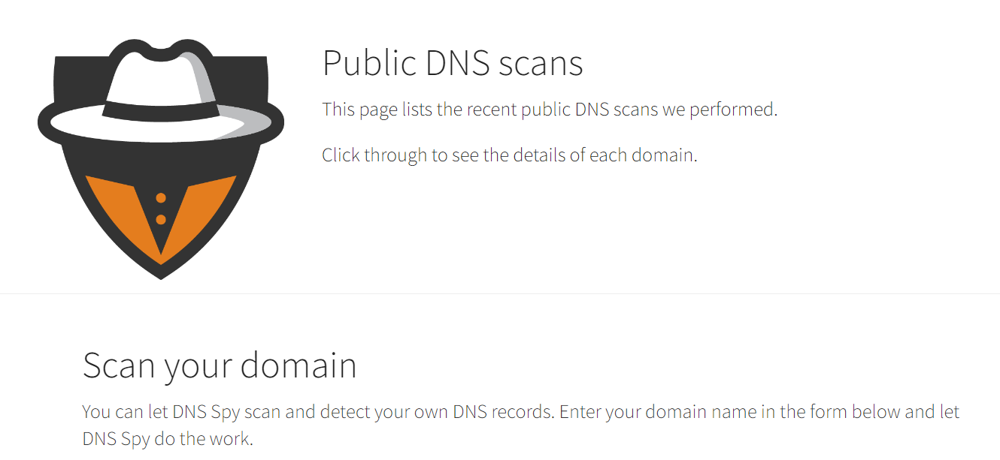 Public DNS scans
This page lists the recent public DNS scans we performed.
Click through to see the details of each domain.
Scan your domain
You can let DNS Spy scan and detect your own DNS records. Enter your domain name in the form below and let
DNS Spy do the work.